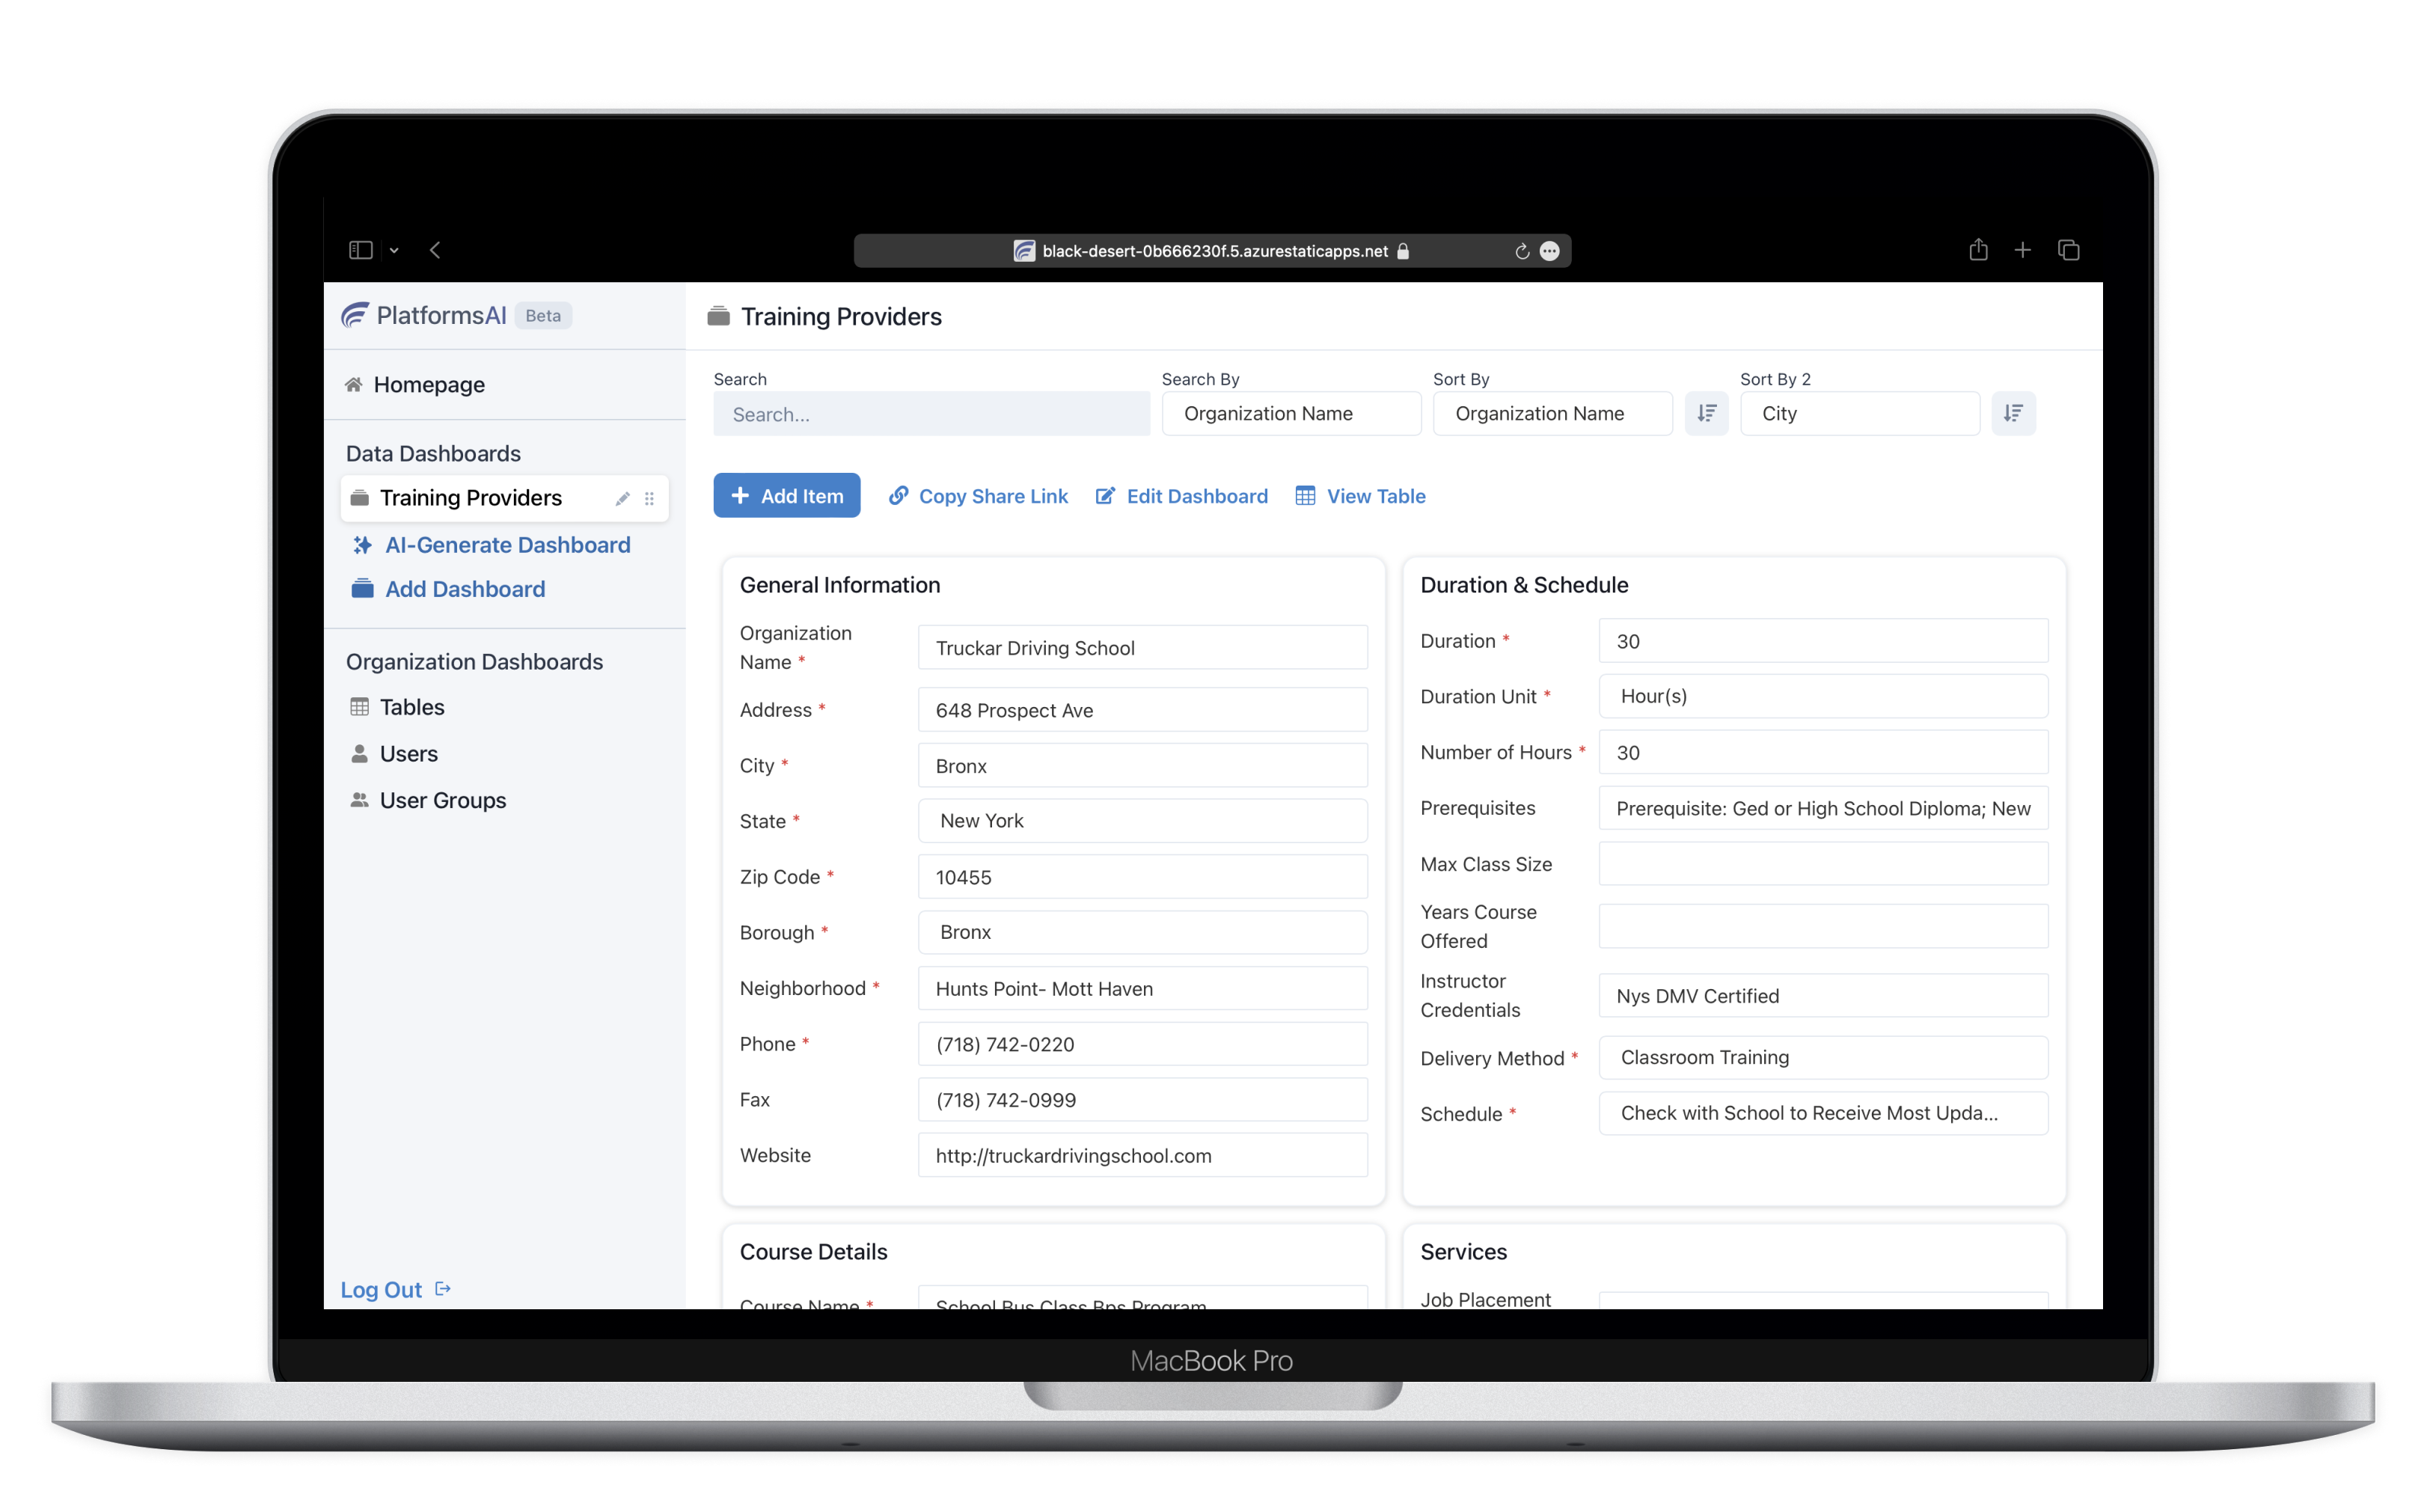 black-desert-0b666230f.5.azurestaticapps.net
PlatformsAI Beta
Homepage
Data Dashboards
Training Providers
AI-Generate Dashboard
Add Dashboard
Organization Dashboards
Tables
Users
User Groups
Log Out
Training Providers
Search
Search...
Search By
Organization Name
Sort By
Organization Name
Sort By 2
City
Add Item
Copy Share Link
Edit Dashboard
View Table
General Information
Organization
Name *
Truckar Driving School
Address *
648 Prospect Ave
City *
Bronx
State *
New York
Zip Code *
10455
Borough *
Bronx
Neighborhood *
Hunts Point- Mott Haven
Phone *
(718) 742-0220
Fax
(718) 742-0999
Website
http://truckardrivingschool.com
Duration & Schedule
Duration *
30
Duration Unit *
Hour(s)
Number of Hours *
30
Prerequisites
Prerequisite: Ged or High School Diploma; New
Max Class Size
Years Course
Offered
Instructor
Credentials
Nys DMV Certified
Delivery Method *
Classroom Training
Schedule *
Check with School to Receive Most Upda...
Course Details
Course Name *
School Bus Class Bps Program
Services
Job Placement
MacBook Pro